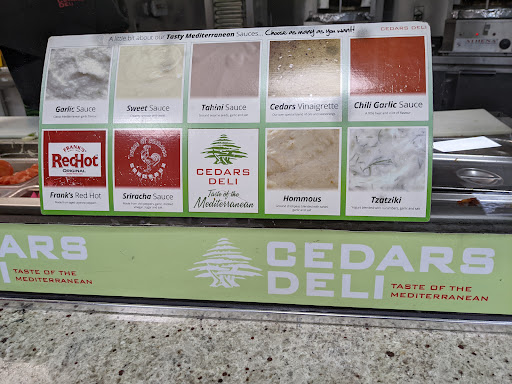 A little bit about our Tasty Mediterranean Sauces... Choose as many as you want!!
CEDARS DELI
Garlic Sauce
Sweet Sauce
Tahini Sauce
Cedars Vinaigrette
Chili Garlic Sauce
FRANK'S
RedHot
ORIGINAL
CEDARS
DELI
Taste of the
Mediterranean
Frank's Red Hot
Sriracha Sauce
Hommous
Tzatziki
ARS
LI
TASTE OF THE
MEDITERRANEAN
CEDARS
DELI
TASTE OF THE
MEDITERRANEAN